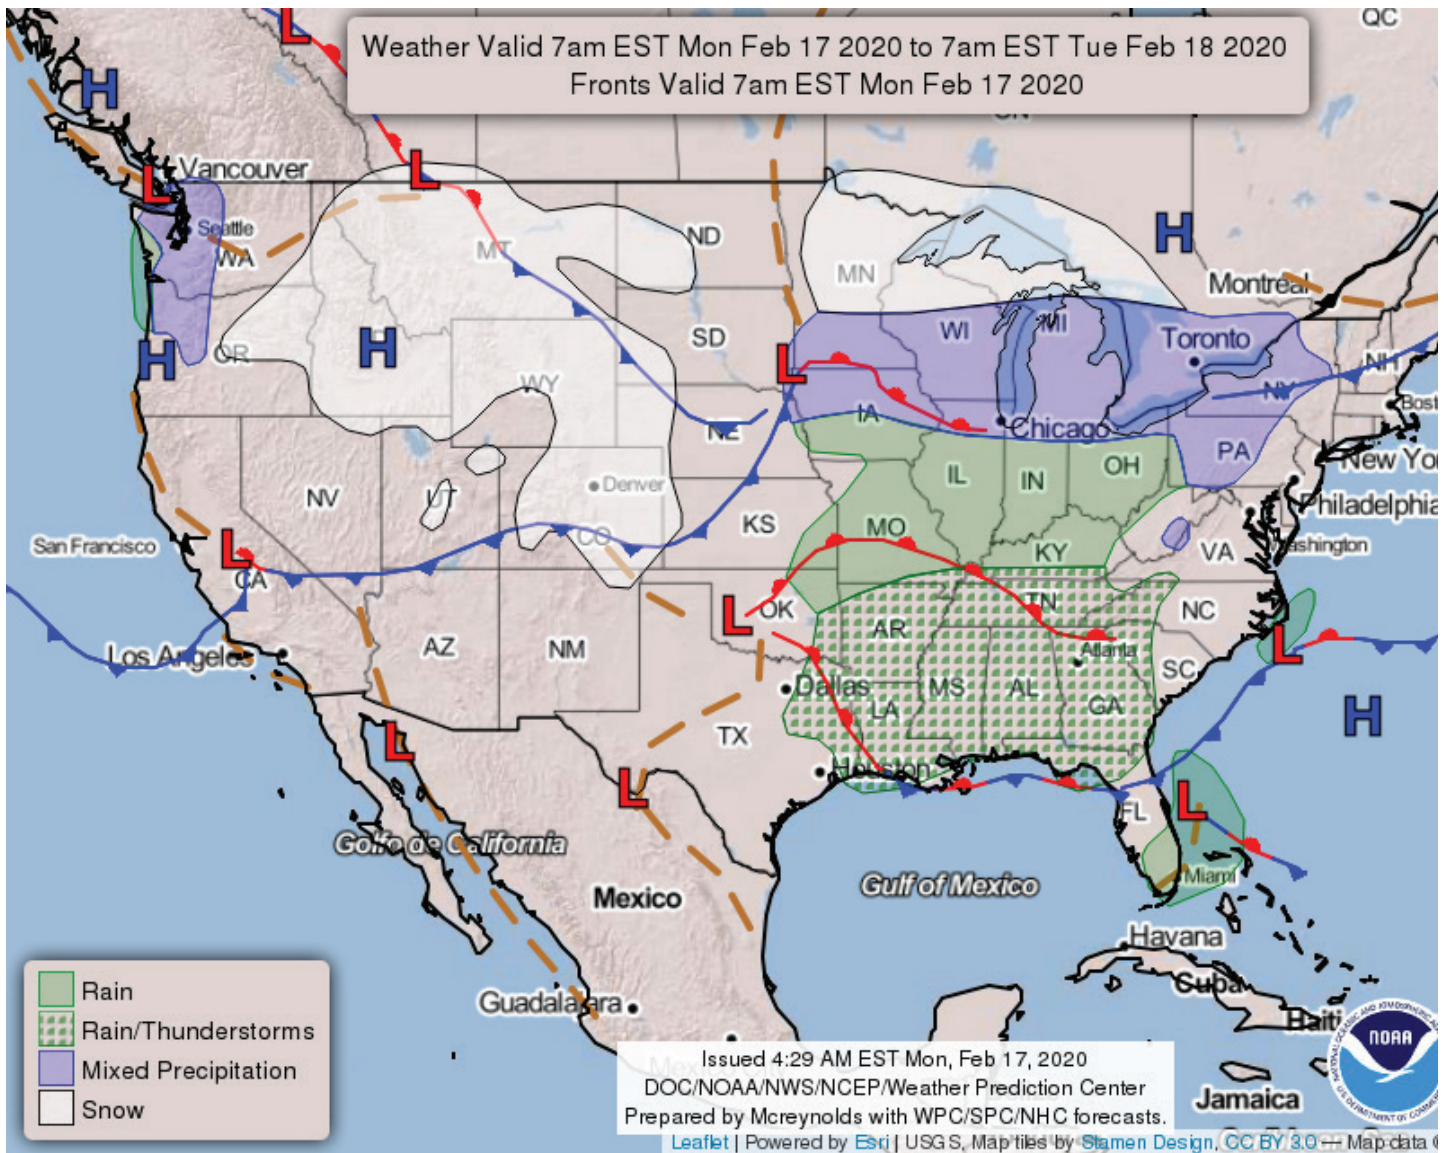 QC
Weather Valid 7am EST Mon Feb 17 2020 to 7am EST Tue Feb 18 2020
Fronts Valid 7am EST Mon Feb 17 2020
L
H
ON
Vancouver
L
L
Seattle
WA
MT
ND
MN
H
Montreal
H
OR
H
WY
SD
L
WI
MI
Toronto
NH
NY
Bost
IA
NE
Chicago
PA
New Yo
NV
UT
Denver
IL
IN
OH
Philadelphia
San Francisco
L
CA
CO
KS
MO
KY
VA
Washington
Los Angeles
AZ
NM
L
OK
AR
TN
NC
Atlanta
L
SC
Dallas
LA
MS
AL
GA
H
L
TX
Houston
L
FL
L
Golfo de California
Mexico
Gulf of Mexico
Miami
Havana
Cuba
Haiti
Guadalajara
Mexico City
Jamaica
Rain
Rain/Thunderstorms
Mixed Precipitation
Snow
Issued 4:29 AM EST Mon, Feb 17, 2020
DOC/NOAA/NWS/NCEP/Weather Prediction Center
Prepared by Mcreynolds with WPC/SPC/NHC forecasts.
NOAA
Leaflet | Powered by Esri | USGS, Map tiles by Stamen Design, CC BY 3.0 — Map data ©